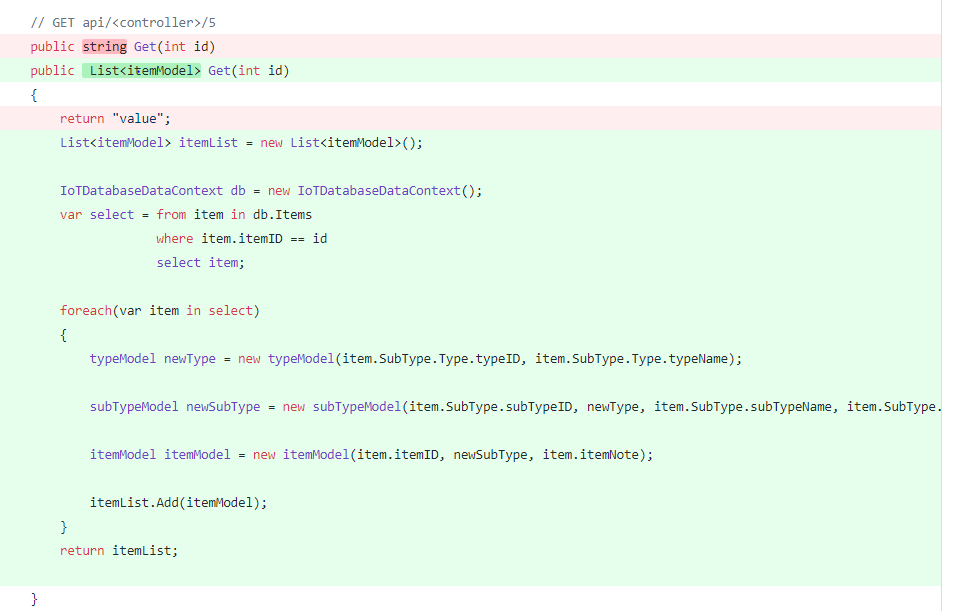 // GET api/<controller>/5
public string Get(int id)
public  List<itemModel> Get(int id)
{
    return "value";
    List<itemModel> itemList = new List<itemModel>();

    IoTDatabaseDataContext db = new IoTDatabaseDataContext();
    var select = from item in db.Items
                 where item.itemID == id
                 select item;

    foreach(var item in select)
    {
        typeModel newType = new typeModel(item.SubType.Type.typeID, item.SubType.Type.typeName);

        subTypeModel newSubType = new subTypeModel(item.SubType.subTypeID, newType, item.SubType.subTypeName, item.SubType.

        itemModel itemModel = new itemModel(item.itemID, newSubType, item.itemNote);

        itemList.Add(itemModel);
    }
    return itemList;

}